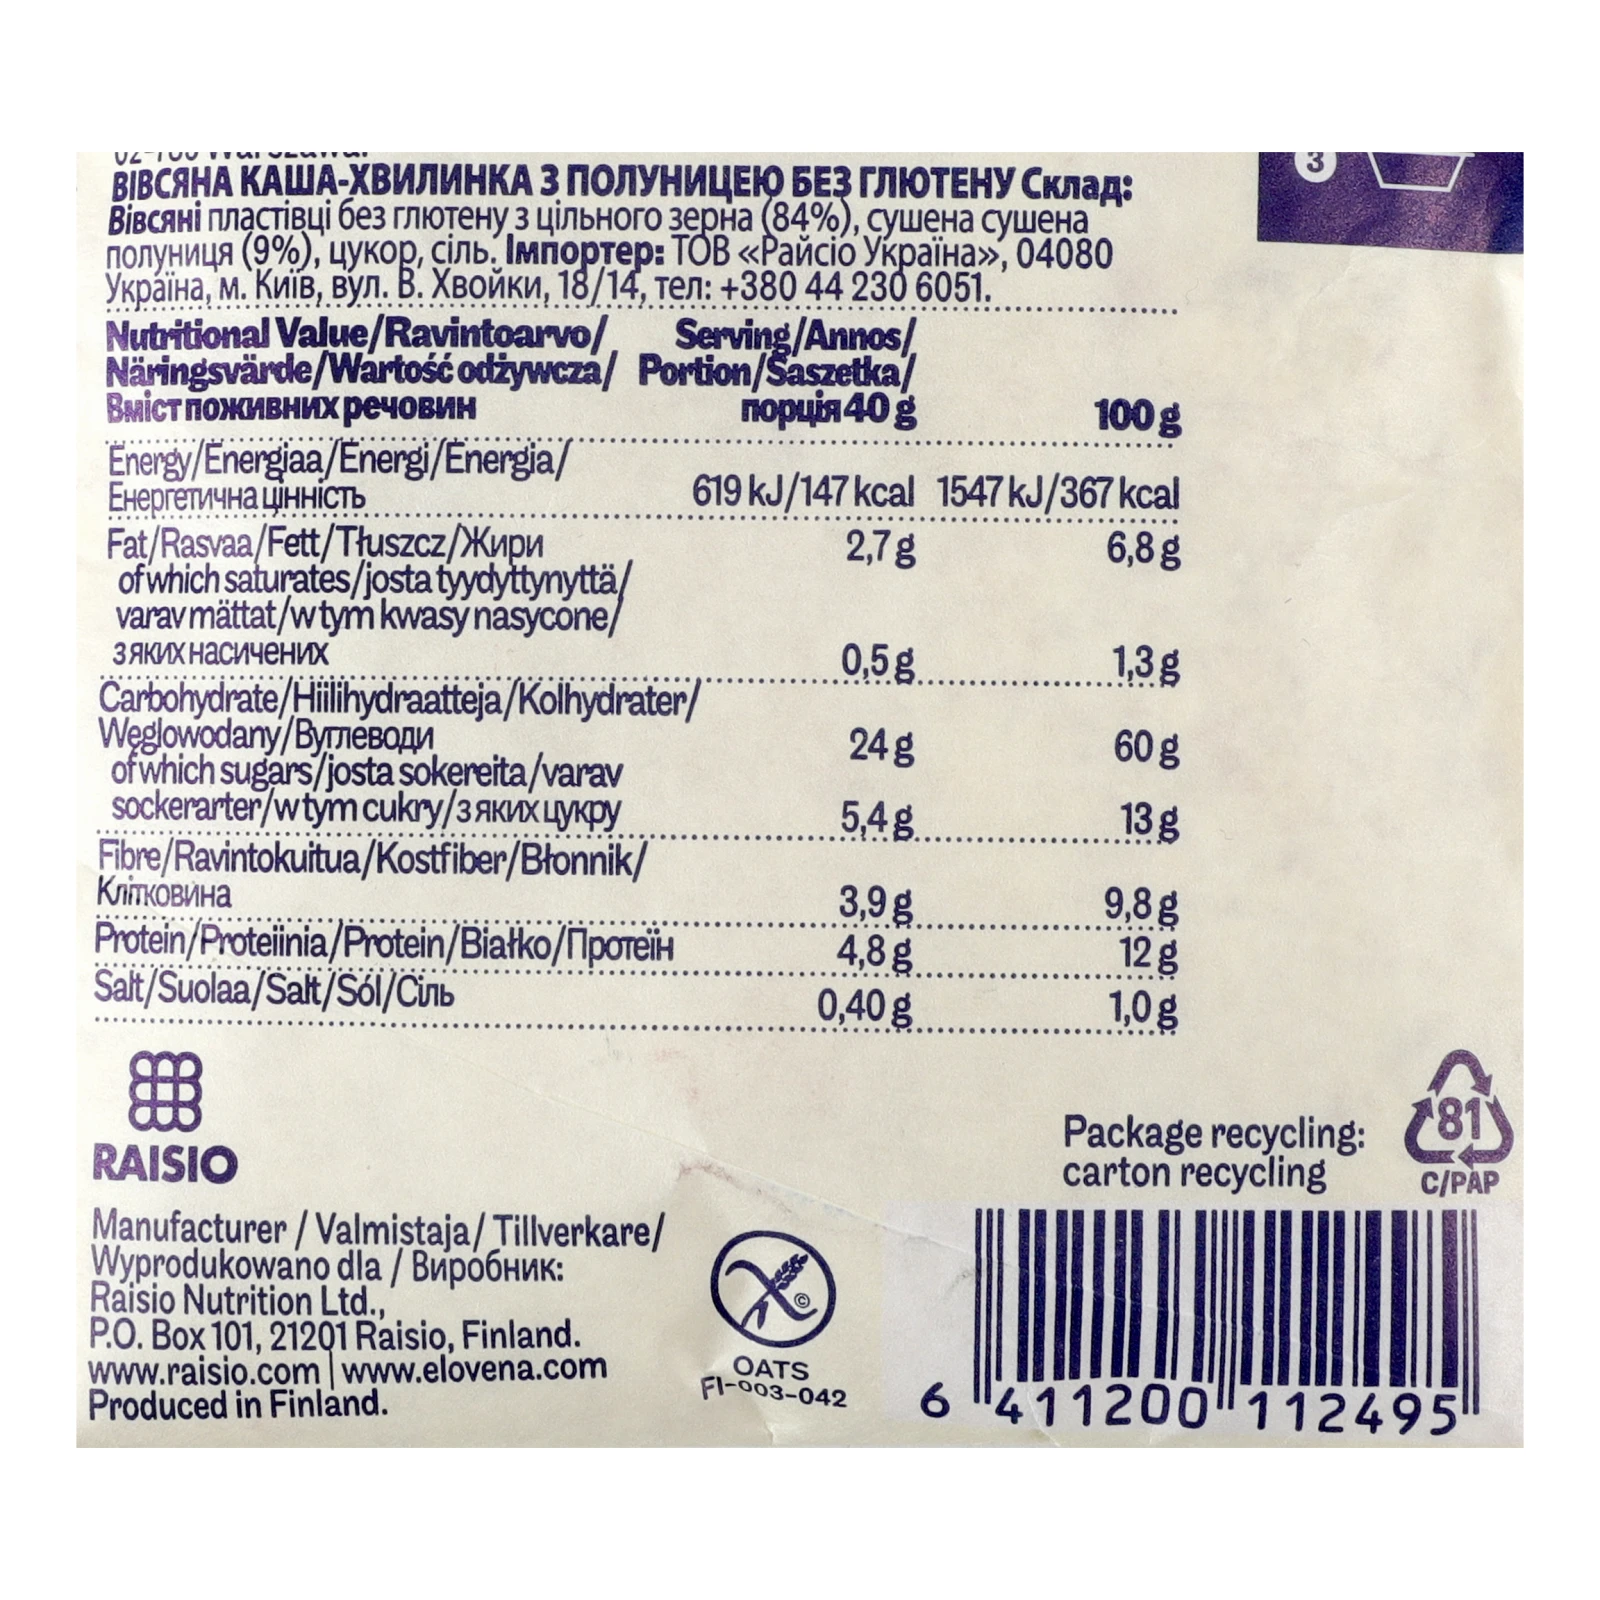 3
ВІВСЯНА КАША-ХВИЛИНКА З ПОЛУНИЦЕЮ БЕЗ ГЛЮТЕНУ Склад:
Вівсяні пластівці без глютену з цільного зерна (84%), сушена сушена
полуниця (9%), цукор, сіль. Імпортер: ТОВ «Райсіо Україна», 04080
Україна, м. Київ, вул. В. Хвойки, 18/14, тел: +380 44 230 6051.
Nutritional Value/Ravintoarvo/ Serving/Annos/
Näringsvärde/Wartość odżywcza/ Portion/Saszetka/
Вміст поживних речовин порція 40 g 100 g
Energy/Energiaa/Energi/Energia/
Енергетична цінність 619 kJ/147 kcal 1547 kJ/367 kcal
Fat/Rasvaa/Fett/Tłuszcz/Жири 2,7 g 6,8 g
of which saturates/josta tyydyttynyttä/
varav mättat/w tym kwasy nasycone/
з яких насичених 0,5 g 1,3 g
Carbohydrate/Hiilihydraatteja/Kolhydrater/
Węglowodany/Вуглеводи 24 g 60 g
of which sugars/josta sokereita/varav
sockerarter/w tym cukry/з яких цукру 5,4 g 13 g
Fibre/Ravintokuitua/Kostfiber/Błonnik/
Клітковина 3,9 g 9,8 g
Protein/Proteiinia/Protein/Białko/Протеїн 4,8 g 12 g
Salt/Suolaa/Salt/Sól/Сіль 0,40 g 1,0 g
RAISIO
Package recycling:
carton recycling
81
C/PAP
Manufacturer / Valmistaja/ Tillverkare/
Wyprodukowano dla / Виробник:
Raisio Nutrition Ltd.,
P.O. Box 101, 21201 Raisio, Finland.
www.raisio.com | www.elovena.com
Produced in Finland.
©
OATS
FI-003-042
6 411200 112495